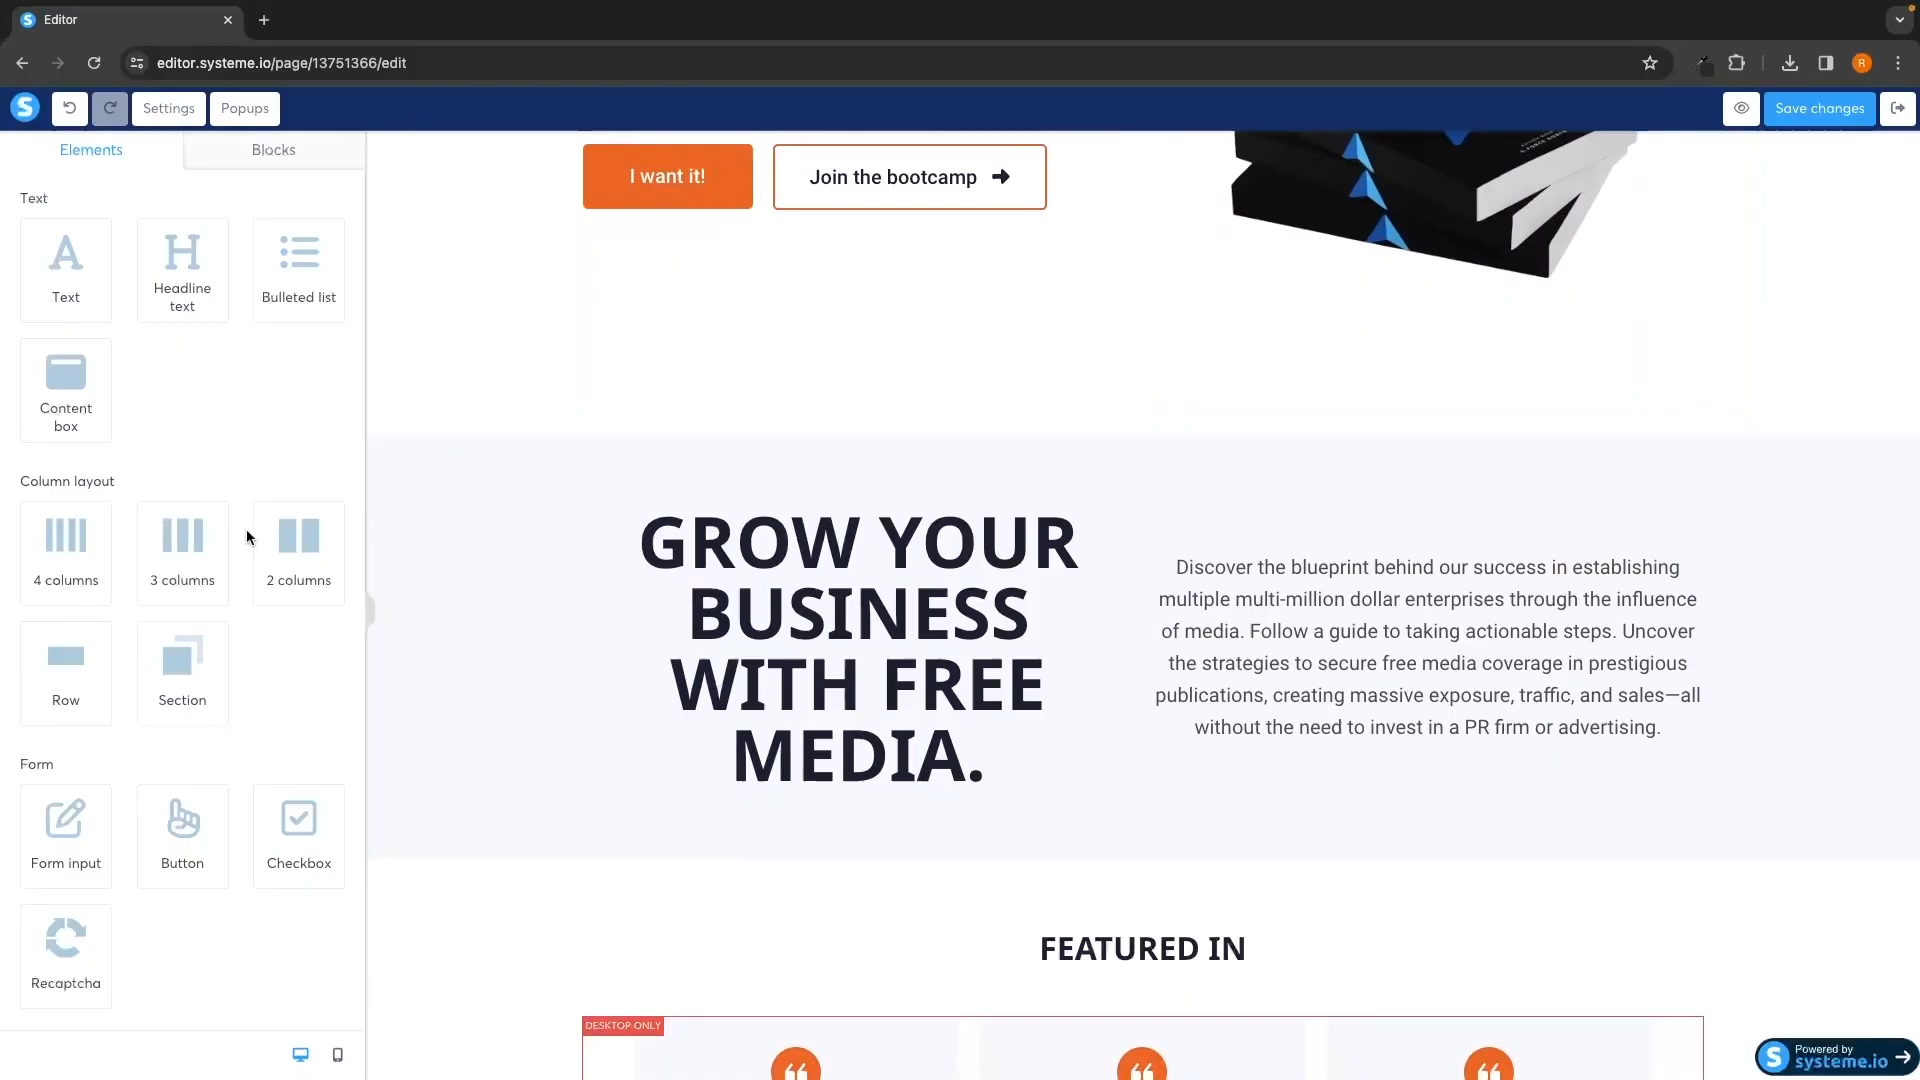 Editor
editor.systeme.io/page/13751366/edit
R
S
Settings
Popups
Save changes
Elements
Blocks
Text
Text
Headline
text
Bulleted list
Content
box
Column layout
4 columns
3 columns
2 columns
Row
Section
Form
Form input
Button
Checkbox
Recaptcha
I want it!
Join the bootcamp
GROW YOUR
BUSINESS
WITH FREE
MEDIA.
Discover the blueprint behind our success in establishing
multiple multi-million dollar enterprises through the influence
of media. Follow a guide to taking actionable steps. Uncover
the strategies to secure free media coverage in prestigious
publications, creating massive exposure, traffic, and sales—all
without the need to invest in a PR firm or advertising.
FEATURED IN
DESKTOP ONLY
Powered by
systeme.io